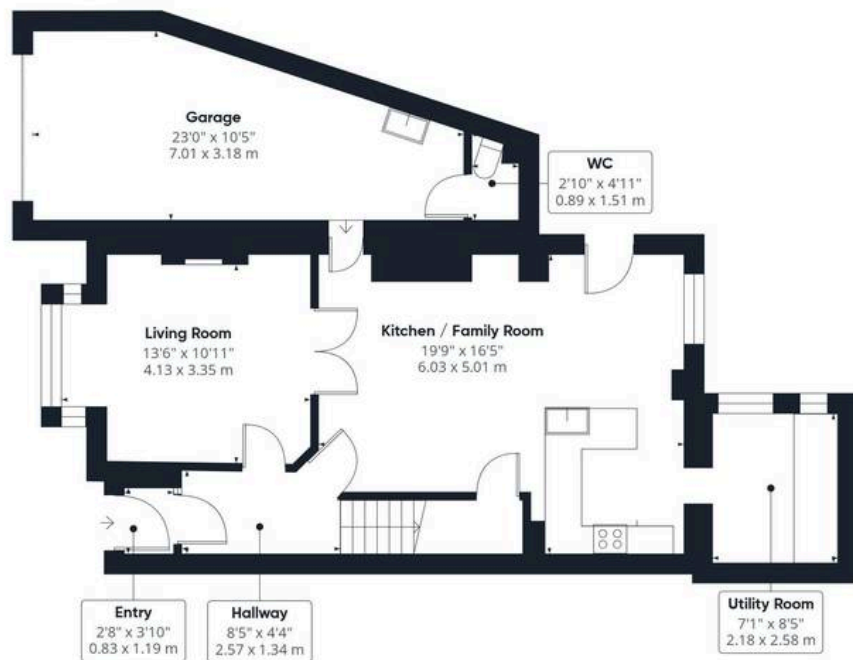 Garage
23'0" x 10'5"
7.01 x 3.18 m
WC
2'10" x 4'11"
0.89 x 1.51 m
Living Room
13'6" x 10'11"
4.13 x 3.35 m
Kitchen / Family Room
19'9" x 16'5"
6.03 x 5.01 m
Entry
2'8" x 3'10"
0.83 x 1.19 m
Hallway
8'5" x 4'4"
2.57 x 1.34 m
Utility Room
7'1" x 8'5"
2.18 x 2.58 m